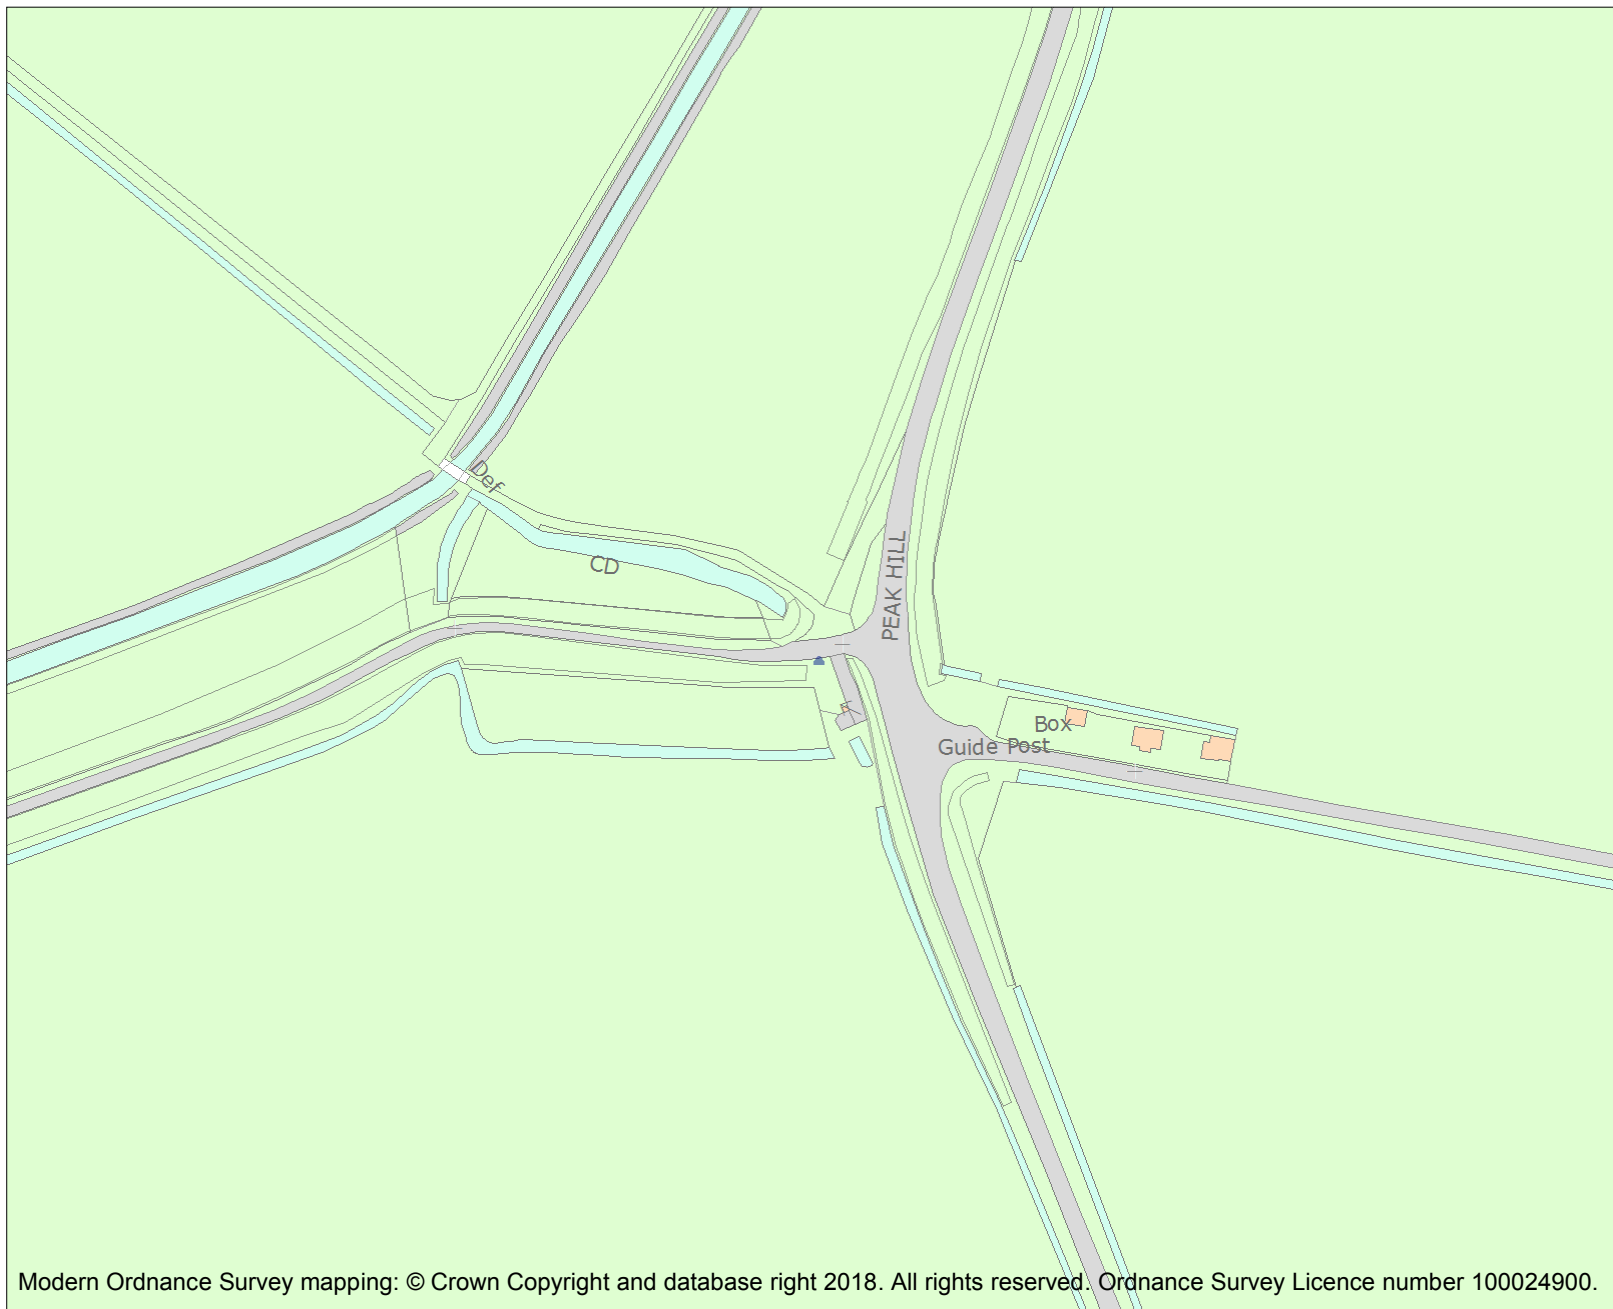 Def
CD
PEAK HILL
Box
Guide Post
Modern Ordnance Survey mapping: © Crown Copyright and database right 2018. All rights reserved. Ordnance Survey Licence number 100024900.